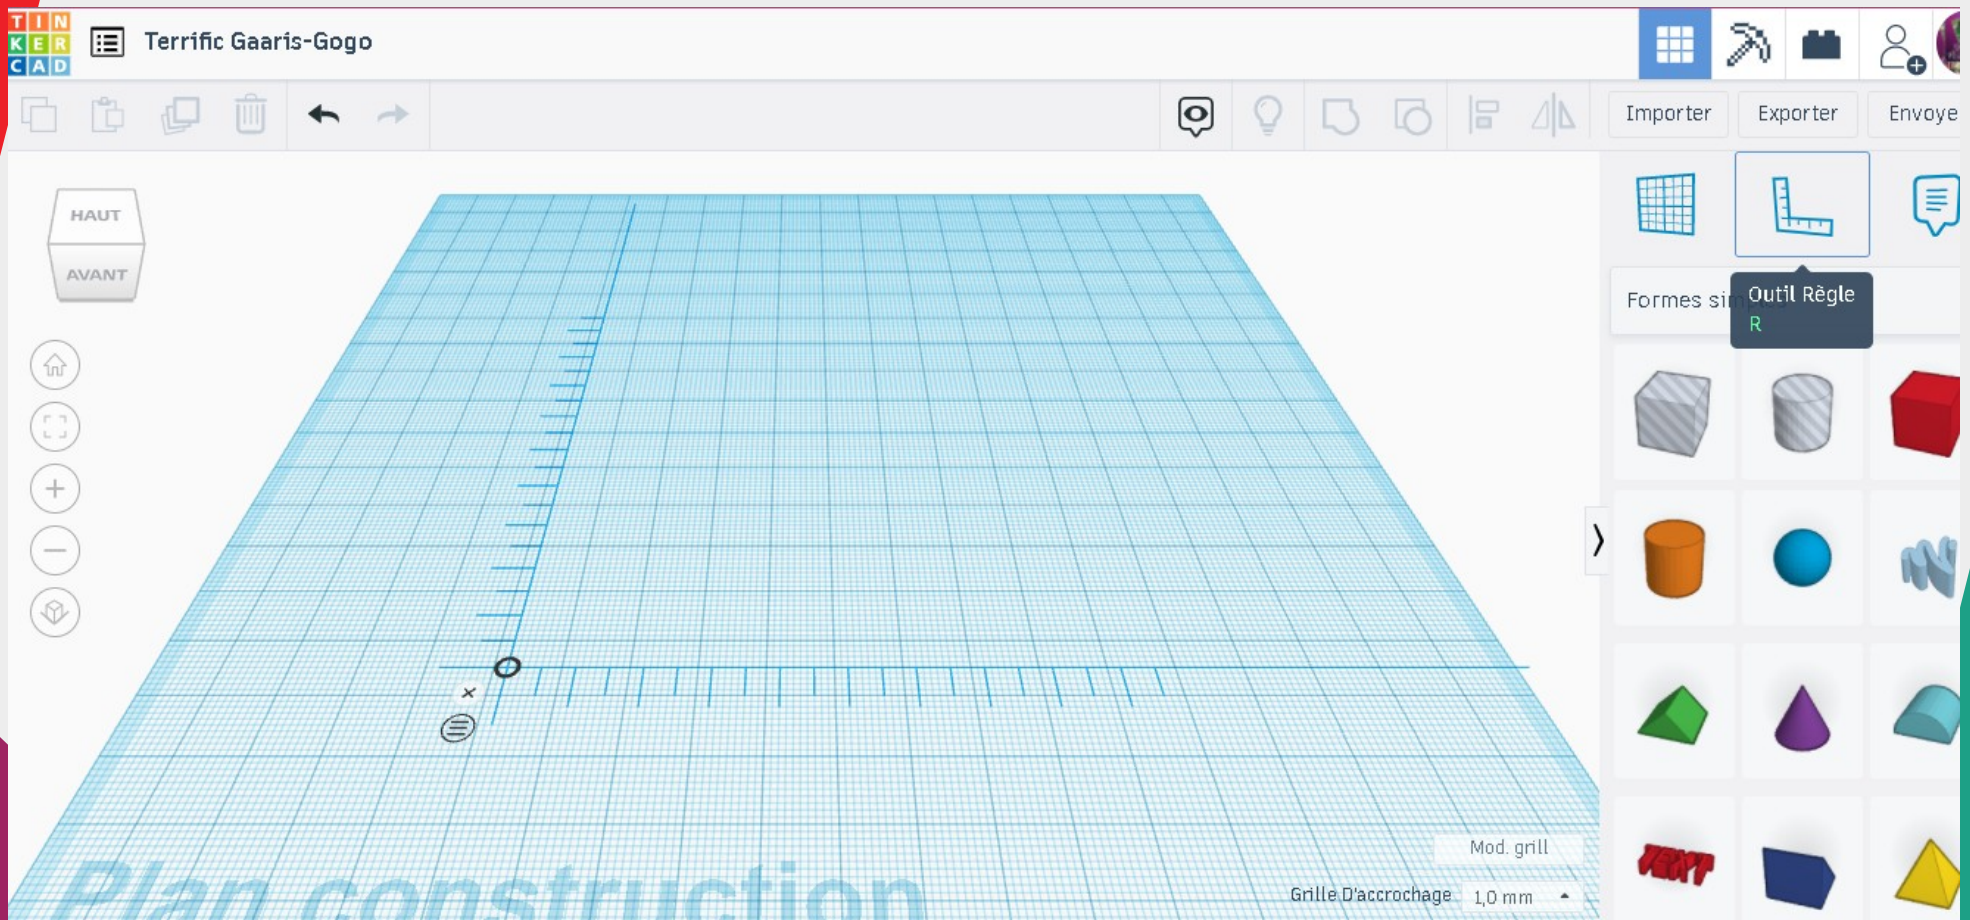 TIN
KER
CAD
Terrific Gaaris-Gogo
Importer
Exporter
Envoye
HAUT
AVANT
Formes si
Outil Règle
R
TEXT
Mod. grill
Grille D'accrochage 1,0 mm
Plan construction